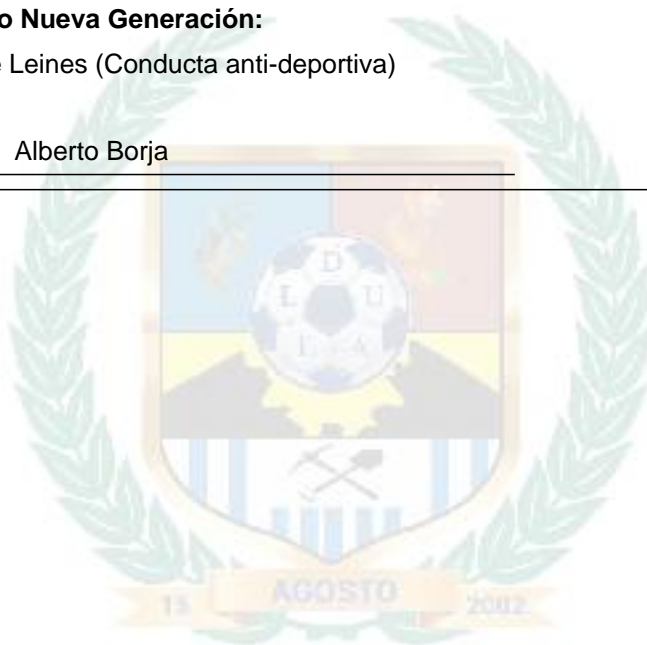 o Nueva Generación:
Leines (Conducta anti-deportiva)
Alberto Borja
D
L U
E A
15 AGOSTO 2002